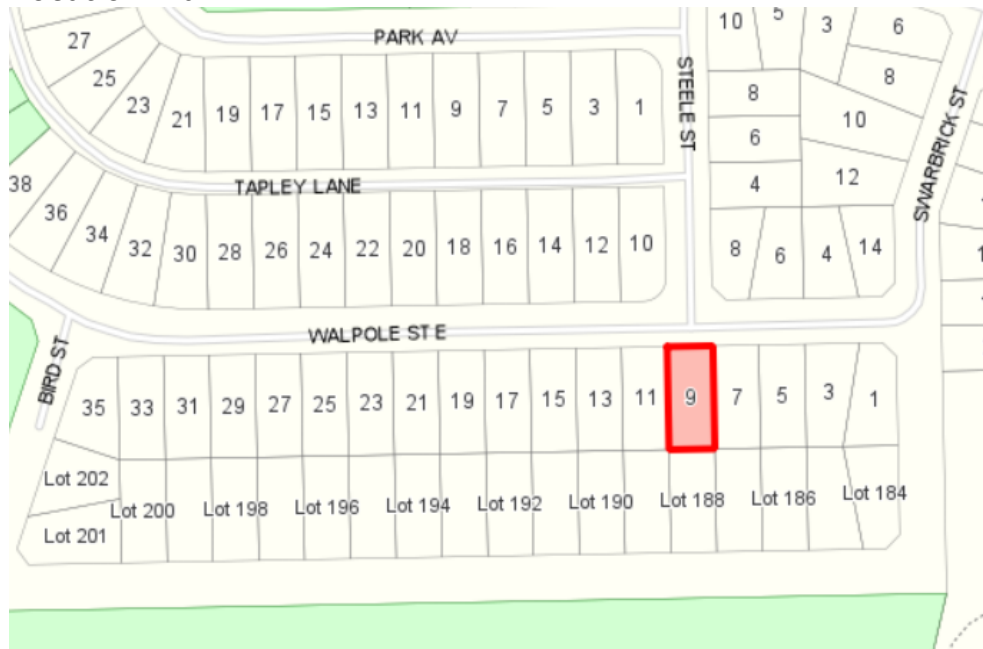 10 5 3 6
27 PARK AV
8
25 STEELE ST 8
23 21 19 17 15 13 11 9 7 5 3 1 10
6 SWARBRICK ST
38 TAPLEY LANE 4 12
36
34 32 30 28 26 24 22 20 18 16 14 12 10 8 6 4 14
WALPOLE ST E
BIRD ST
35 33 31 29 27 25 23 21 19 17 15 13 11 9 7 5 3 1
Lot 202
Lot 200 Lot 198 Lot 196 Lot 194 Lot 192 Lot 190 Lot 188 Lot 186 Lot 184
Lot 201